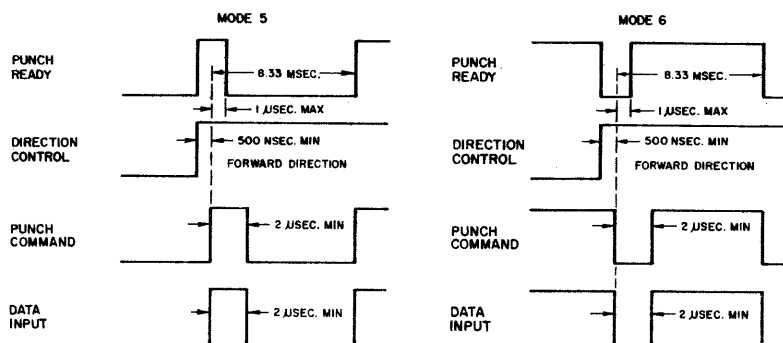 MODE 5
PUNCH
READY
8.33 MSEC.
1 µSEC. MAX
DIRECTION
CONTROL
500 NSEC. MIN
FORWARD DIRECTION
PUNCH
COMMAND
2 µSEC. MIN
DATA
INPUT
2 µSEC. MIN
MODE 6
PUNCH
READY
8.33 MSEC.
1 µSEC. MAX
DIRECTION
CONTROL
500 NSEC. MIN
FORWARD DIRECTION
PUNCH
COMMAND
2 µSEC. MIN
DATA
INPUT
2 µSEC. MIN